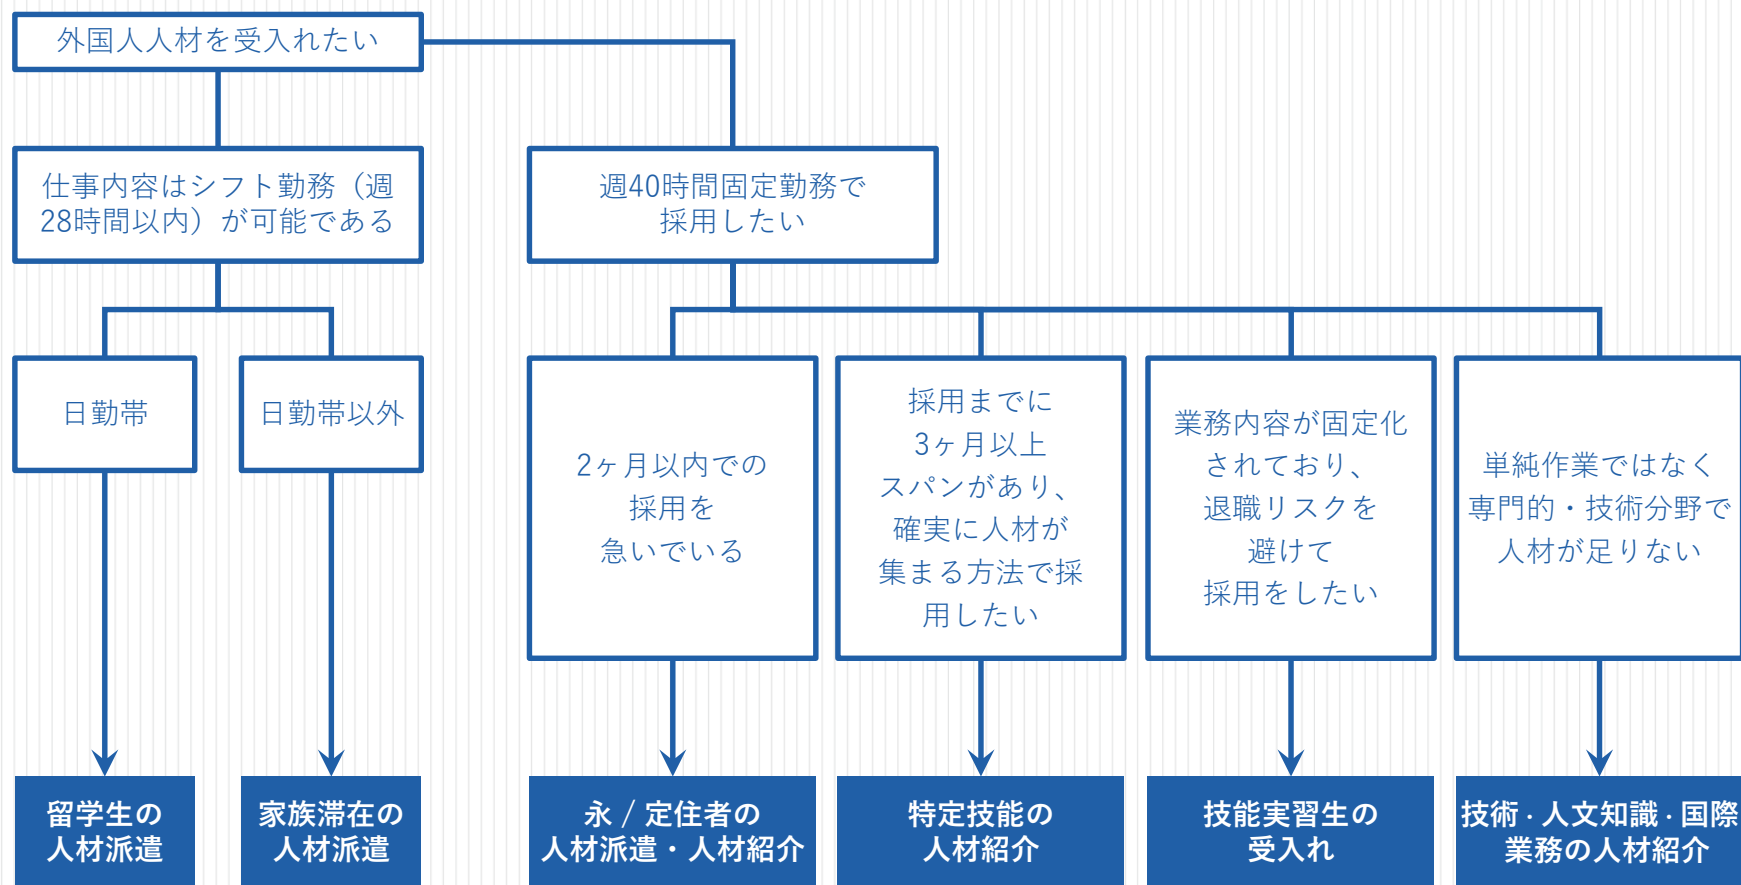 外国人人材を受入れたい
仕事内容はシフト勤務（週
28時間以内）が可能である
週40時間固定勤務で
採用したい
日勤帯
日勤帯以外
2ヶ月以内での
採用を
急いでいる
採用までに
3ヶ月以上
スパンがあり、
確実に人材が
集まる方法で採
用したい
業務内容が固定化
されており、
退職リスクを
避けて
採用をしたい
単純作業ではなく
専門的・技術分野で
人材が足りない
留学生の
人材派遣
家族滞在の
人材派遣
永 / 定住者の
人材派遣・人材紹介
特定技能の
人材紹介
技能実習生の
受入れ
技術·人文知識·国際
業務の人材紹介